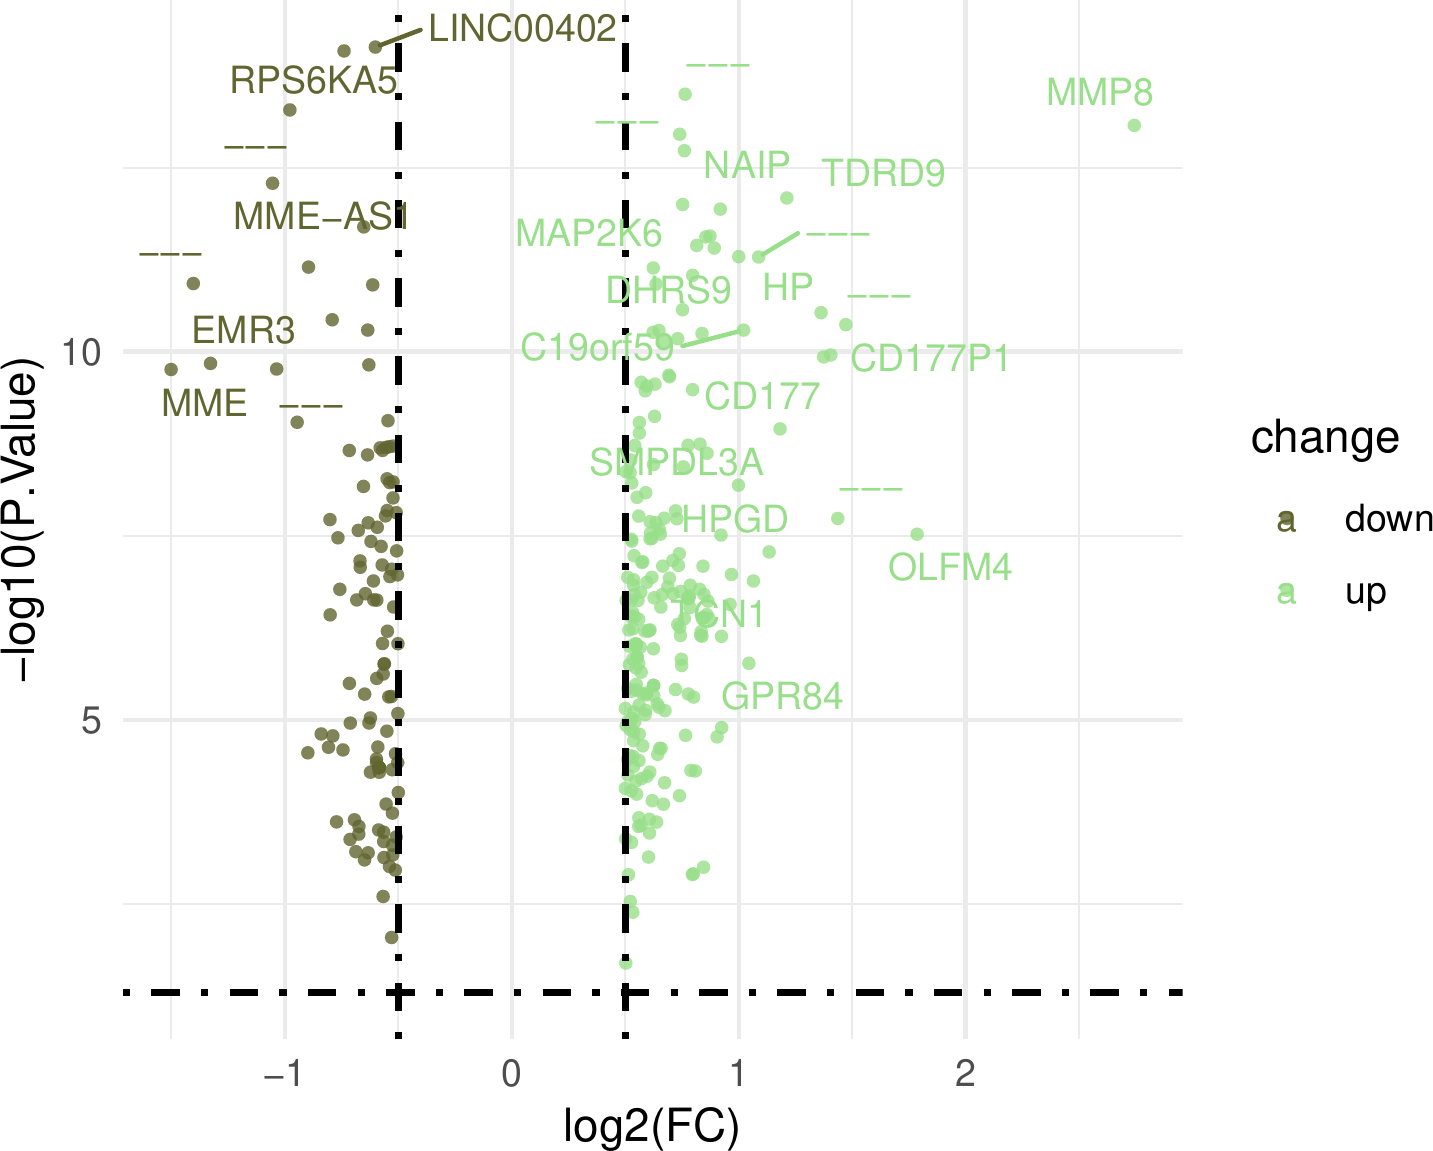 LINC00402
RPS6KA5
−−−
MME−AS1
−−−
EMR3
MME
−−−
−−−
−−−
MMP8
NAIP
TDRD9
MAP2K6
−−−
DHRS9
HP
−−−
C19orf59
CD177P1
CD177
SMPDL3A
−−−
HPGD
OLFM4
TCN1
GPR84
10
5
−log10(P.Value)
−1
0
1
2
log2(FC)
change
a down
a up